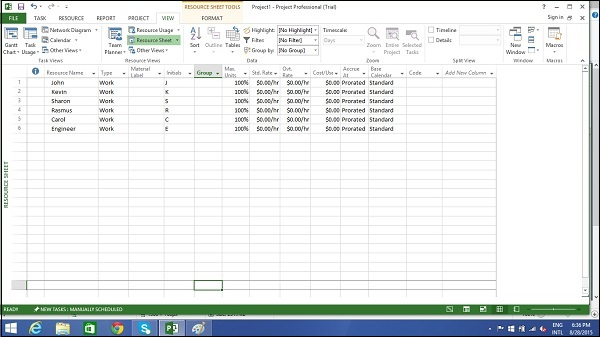 RESOURCE SHEET TOOLS Project1 - Project Professional (Trial)
FILE TASK RESOURCE REPORT PROJECT VIEW FORMAT Sign in
Gantt Chart Task Usage Network Diagram Calendar Other Views Team Planner Resource Usage Resource Sheet Other Views Sort Outline Tables Highlight: [No Highlight] Filter: [No Filter] Group by: [No Group] Timescale: Days Zoom Entire Project Selected Tasks Timeline Details Window Macros
Task Views Resource Views Data Zoom Split View Macros
Resource Name Type Material Label Initials Group Max. Units Std. Rate Ovt. Rate Cost/Use Accrue At Base Calendar Code Add New Column
1 John Work J 100% $0.00/hr $0.00/hr $0.00 Prorated Standard
2 Kevin Work K 100% $0.00/hr $0.00/hr $0.00 Prorated Standard
3 Sharon Work S 100% $0.00/hr $0.00/hr $0.00 Prorated Standard
4 Rasmus Work R 100% $0.00/hr $0.00/hr $0.00 Prorated Standard
5 Carol Work C 100% $0.00/hr $0.00/hr $0.00 Prorated Standard
6 Engineer Work E 100% $0.00/hr $0.00/hr $0.00 Prorated Standard
RESOURCE SHEET
READY NEW TASKS : MANUALLY SCHEDULED
ENG 6:36 PM
INTL 8/28/2015